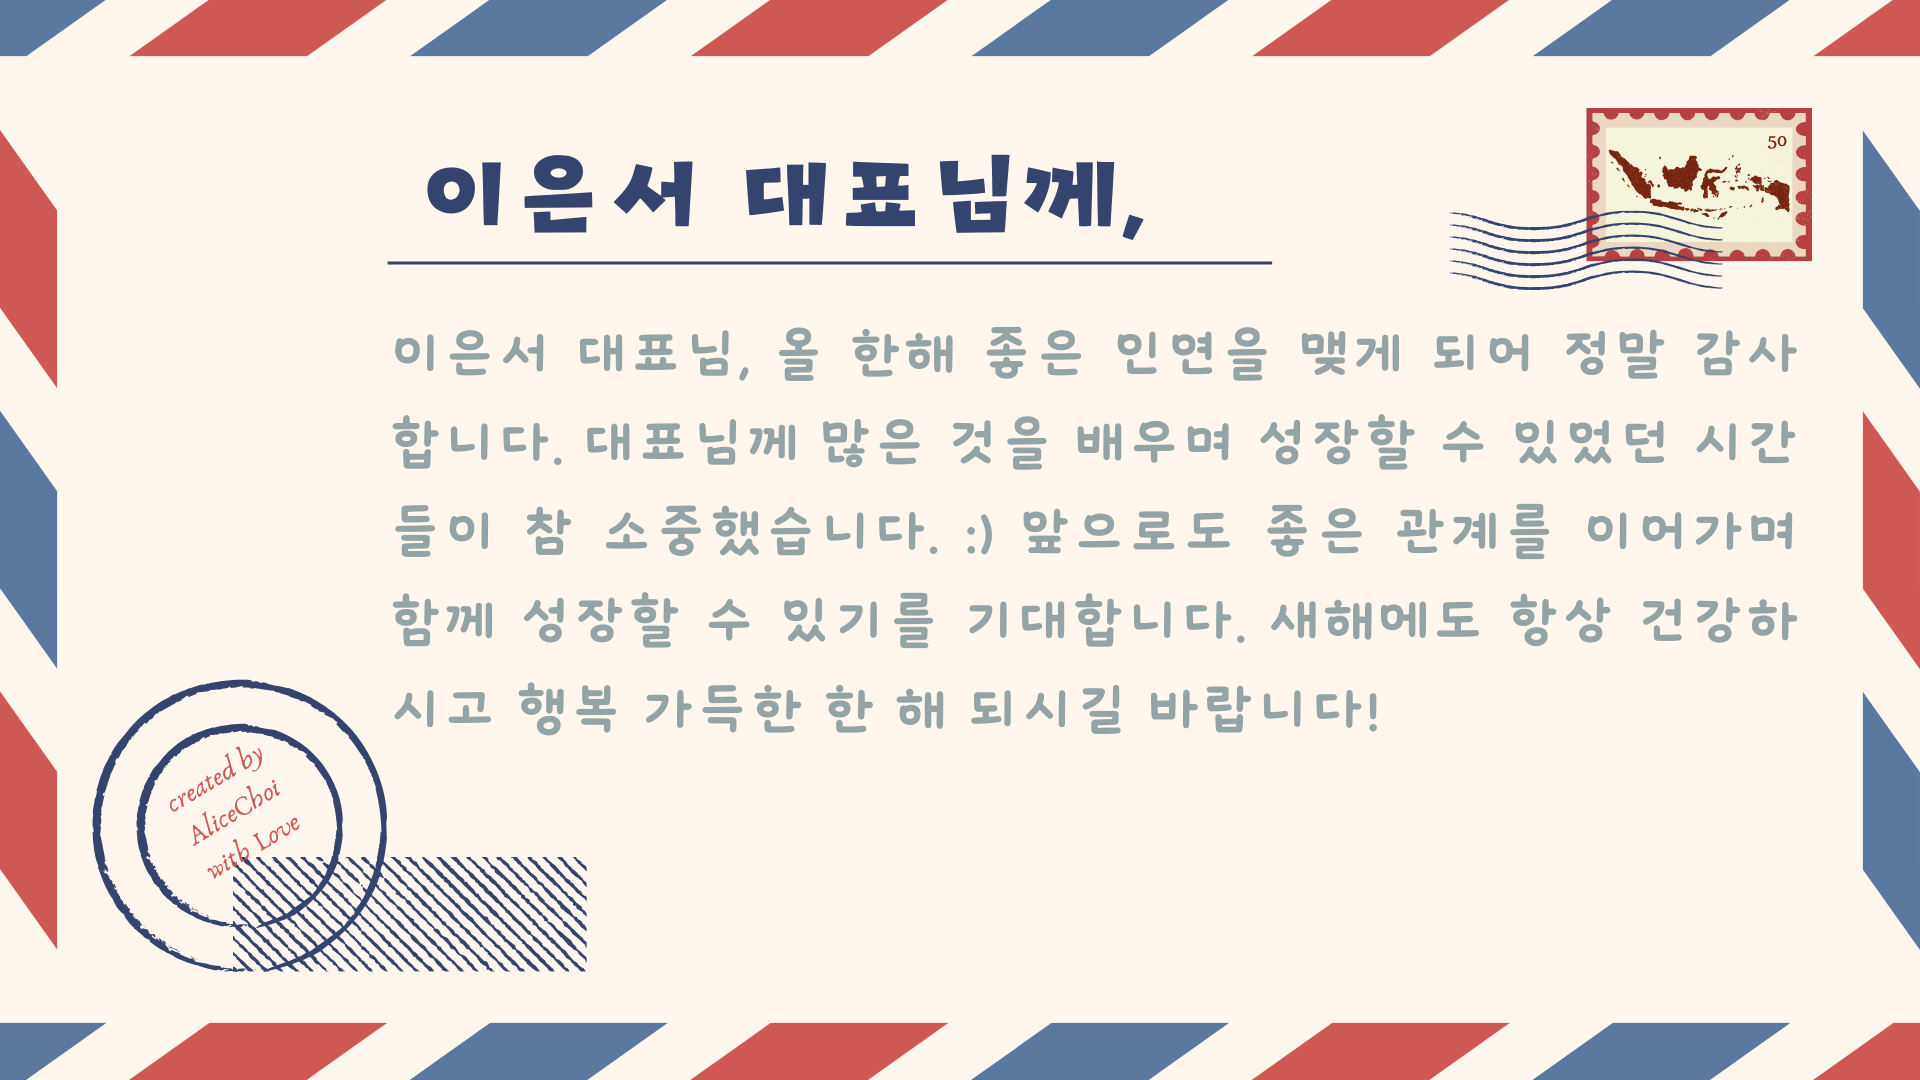 이은서 대표님께,
50
이은서 대표님, 올 한해 좋은 인연을 맺게 되어 정말 감사
합니다. 대표님께 많은 것을 배우며 성장할 수 있었던 시간
들이 참 소중했습니다. :) 앞으로도 좋은 관계를 이어가며
함께 성장할 수 있기를 기대합니다. 새해에도 항상 건강하
시고 행복 가득한 한 해 되시길 바랍니다!
created by
AliceChoi
with Love